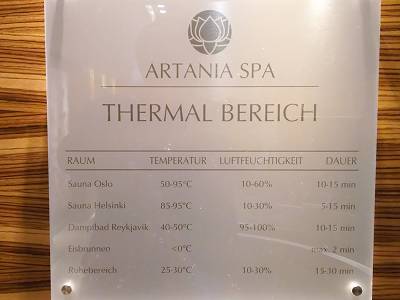 ARTANIA SPA
THERMAL BEREICH
RAUM TEMPERATUR LUFTFEUCHTIGKEIT DAUER
Sauna Oslo 50-95°C 10-60% 10-15 min
Sauna Helsinki 85-95°C 10-30% 5-15 min
Dampfbad Reykjavik 40-50°C 95-100% 10-15 min
Eisbrunnen <0°C max. 2 min
Ruhebereich 25-30°C 10-30% 15-30 min